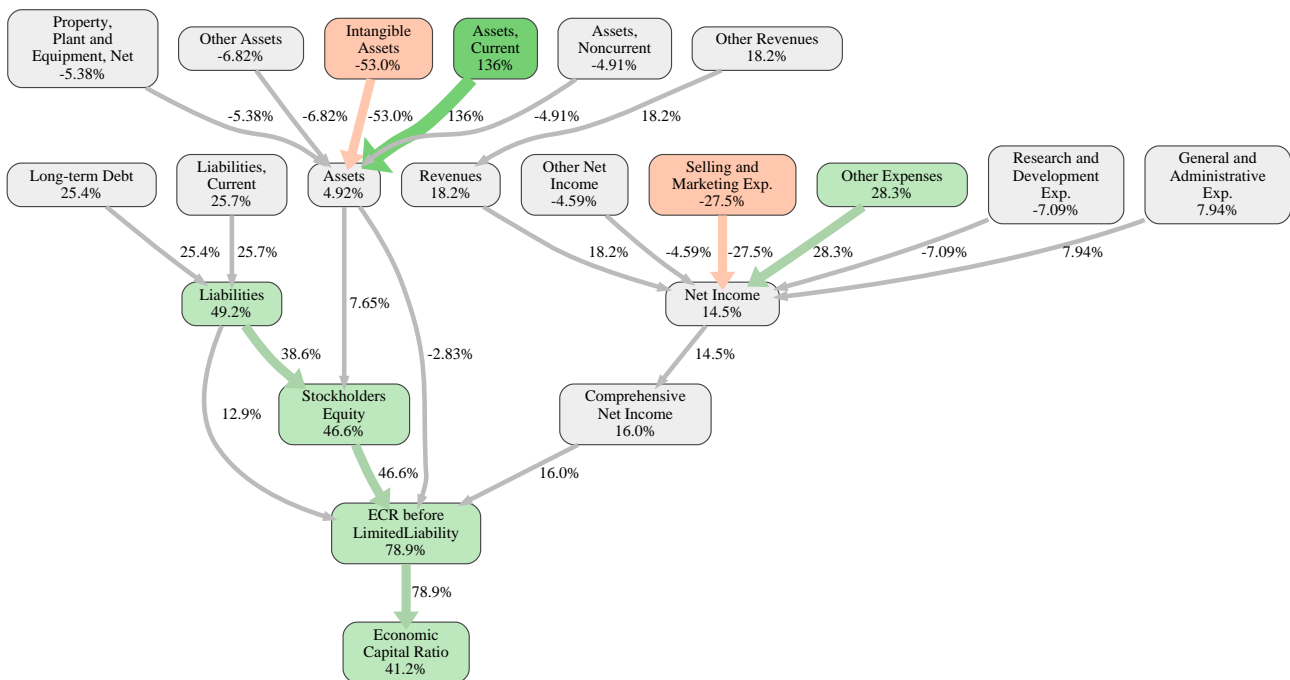 Property,
Plant and
Equipment, Net
-5.38%
Other Assets
-6.82%
Intangible
Assets
-53.0%
Assets,
Current
136%
Assets,
Noncurrent
-4.91%
Other Revenues
18.2%
-5.38%
-6.82%
-53.0%
136%
-4.91%
18.2%
Long-term Debt
25.4%
Liabilities,
Current
25.7%
Assets
4.92%
Revenues
18.2%
Other Net
Income
-4.59%
Selling and
Marketing Exp.
-27.5%
Other Expenses
28.3%
Research and
Development
Exp.
-7.09%
General and
Administrative
Exp.
7.94%
25.4%
25.7%
18.2%
-4.59%
-27.5%
28.3%
-7.09%
7.94%
Liabilities
49.2%
7.65%
Net Income
14.5%
38.6%
-2.83%
14.5%
12.9%
Stockholders
Equity
46.6%
Comprehensive
Net Income
16.0%
46.6%
16.0%
ECR before
LimitedLiability
78.9%
78.9%
Economic
Capital Ratio
41.2%